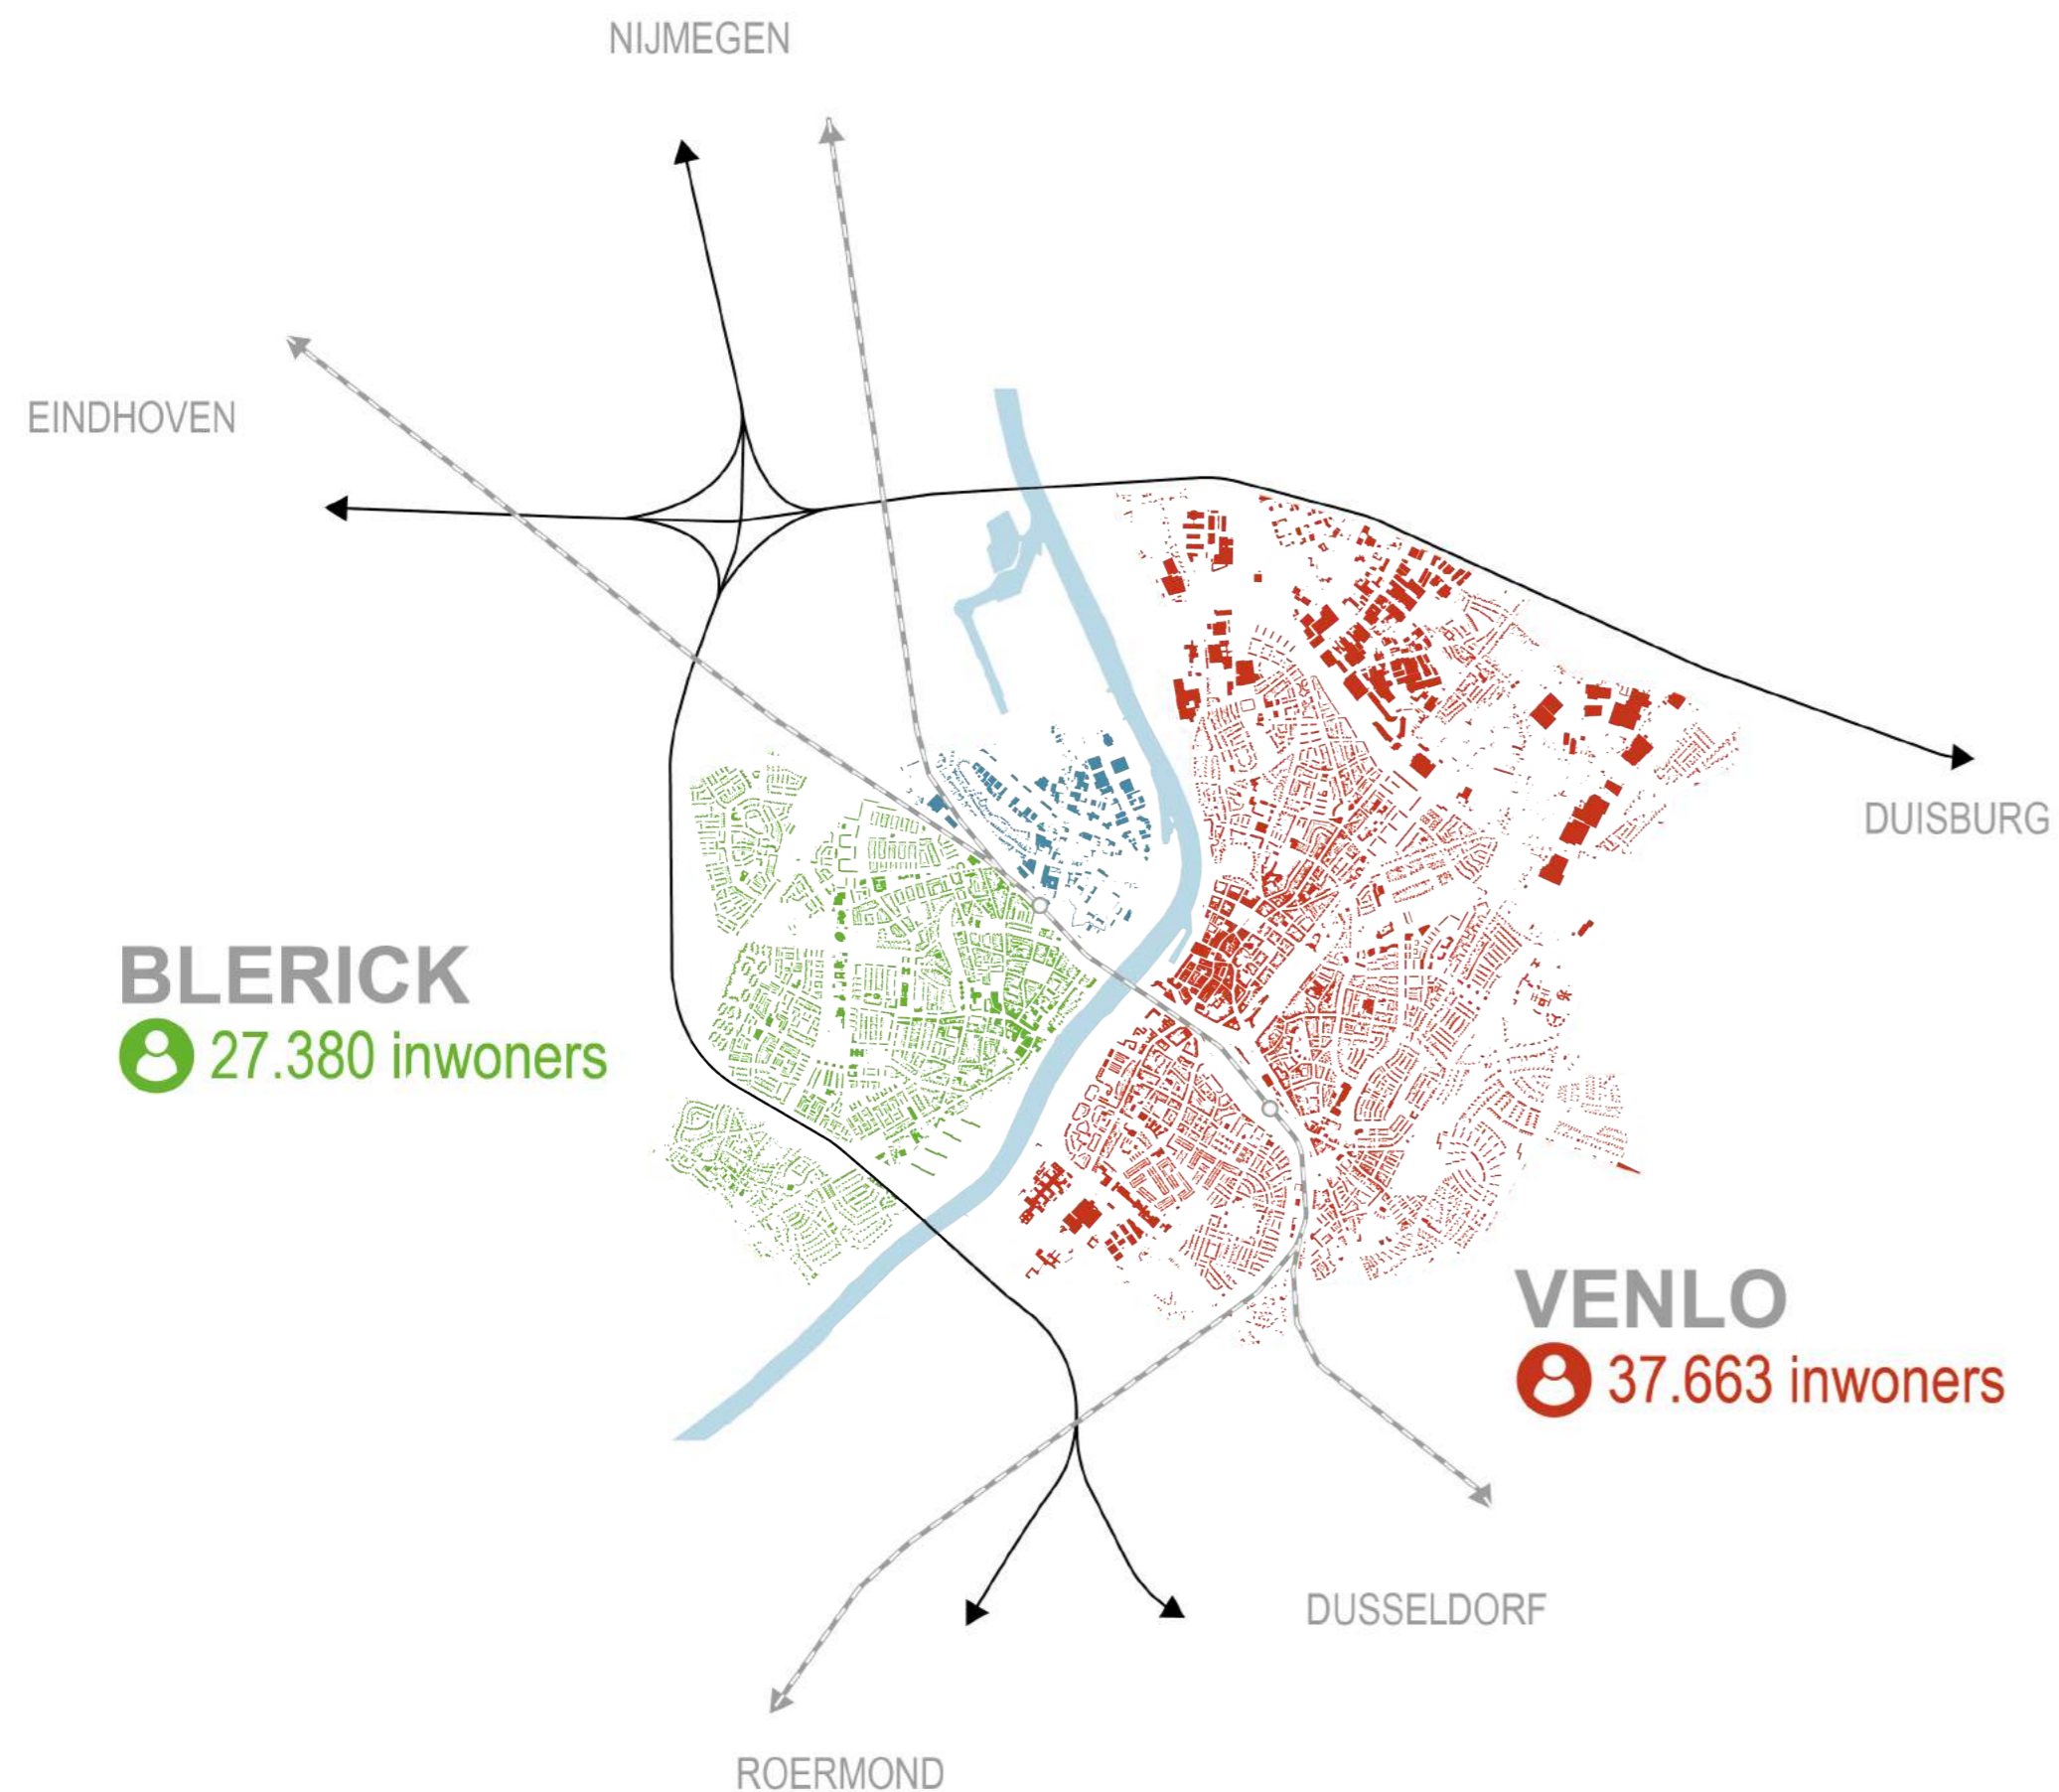 NIJMEGEN
EINDHOVEN
DUISBURG
BLERICK
27.380 inwoners
VENLO
37.663 inwoners
DUSSELDORF
ROERMOND